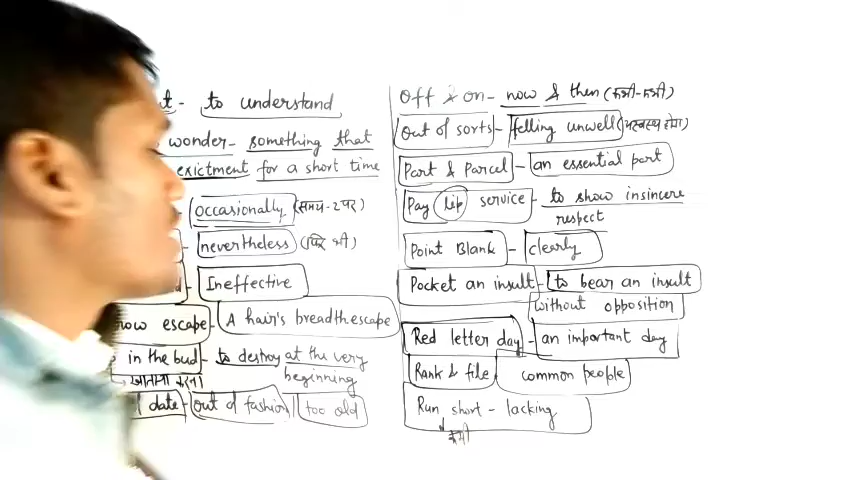 to understand
wonder - something that
exictment for a short time
occasionally (समय-२पर)
nevertheless (फिर भी)
Ineffective
row escape - A hair's breadth escape
in the bud - to destroy at the very
beginning
date - out of fashion too old
Off & on - now & then (कभी-कभी)
Out of sorts - felling unwell (अस्वस्थ होना)
Part & Parcel - an essential part
Pay lip service - to show insincere
respect
Point Blank - clearly
Pocket an insult - to bear an insult
without opposition
Red letter day - an important day
Rank & file common people
Run short - lacking
कमी